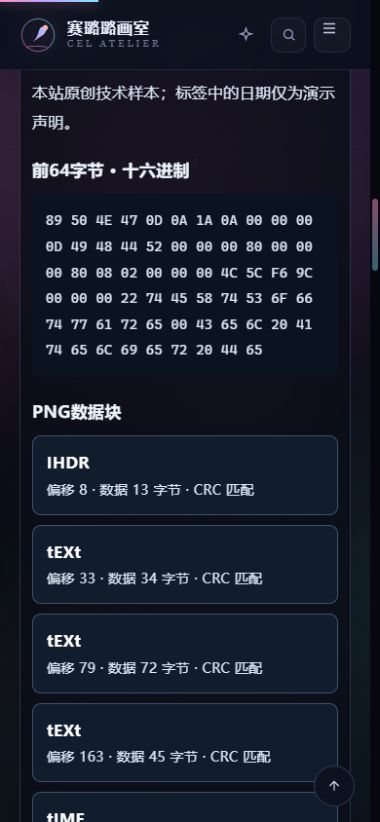 赛璐璐画室
CEL ATELIER
本站原创技术样本；标签中的日期仅为演示
声明。
前64字节 · 十六进制
89 50 4E 47 0D 0A 1A 0A 00 00 00
0D 49 48 44 52 00 00 00 80 00 00
00 80 08 02 00 00 00 4C 5C F6 9C
00 00 00 22 74 45 58 74 53 6F 66
74 77 61 72 65 00 43 65 6C 20 41
74 65 6C 69 65 72 20 44 65
PNG数据块
IHDR
偏移 8 · 数据 13 字节 · CRC 匹配
tEXt
偏移 33 · 数据 34 字节 · CRC 匹配
tEXt
偏移 79 · 数据 72 字节 · CRC 匹配
tEXt
偏移 163 · 数据 45 字节 · CRC 匹配
tIME